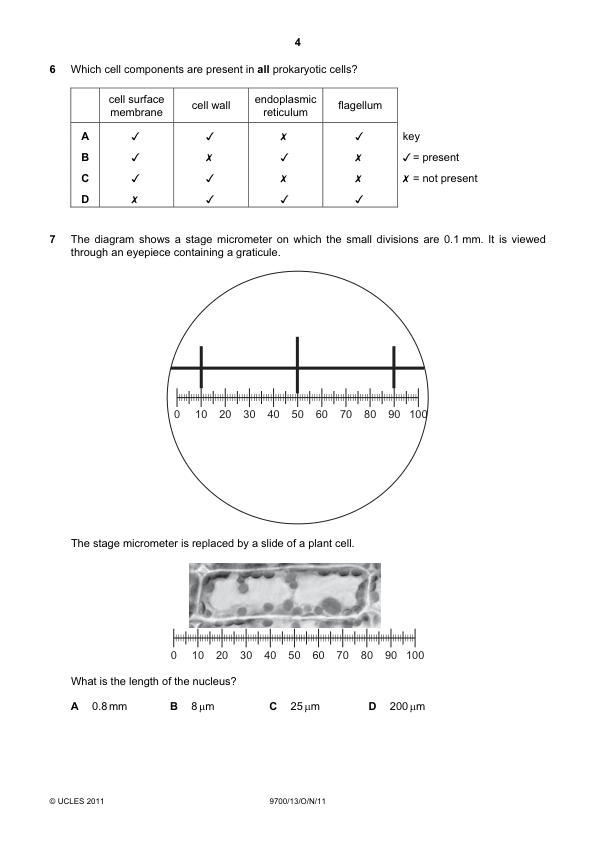 4
6 Which cell components are present in all prokaryotic cells?
cell surface membrane cell wall endoplasmic reticulum flagellum
A ✓ ✓ ✗ ✓ key
B ✓ ✗ ✓ ✗ ✓ = present
C ✓ ✓ ✗ ✗ ✗ = not present
D ✗ ✓ ✓ ✓
7 The diagram shows a stage micrometer on which the small divisions are 0.1 mm. It is viewed
through an eyepiece containing a graticule.
0 10 20 30 40 50 60 70 80 90 100
The stage micrometer is replaced by a slide of a plant cell.
0 10 20 30 40 50 60 70 80 90 100
What is the length of the nucleus?
A 0.8 mm B 8 μm C 25 μm D 200 μm
© UCLES 2011 9700/13/O/N/11